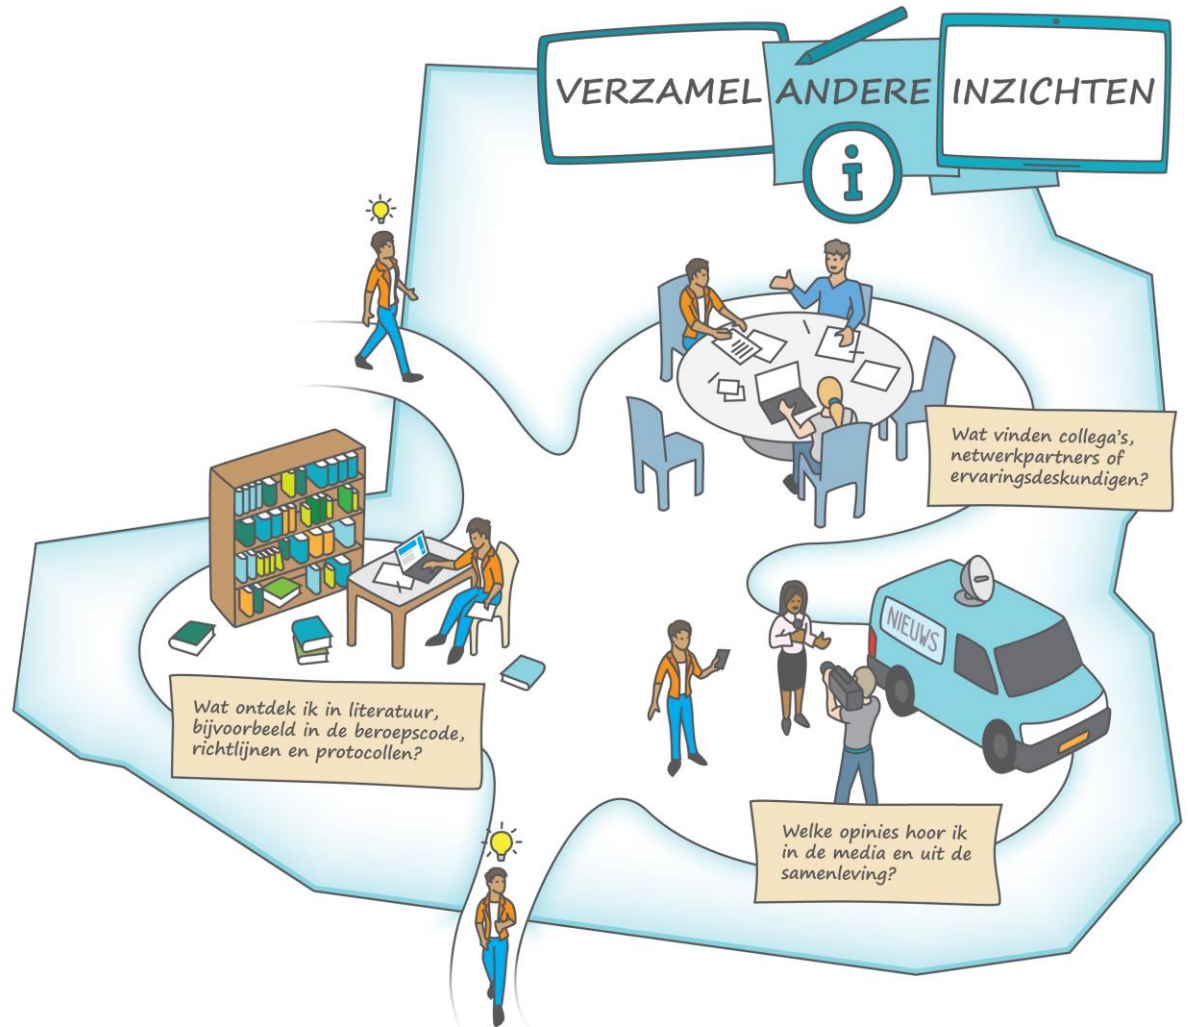 VERZAMEL ANDERE INZICHTEN
i
Wat vinden collega's,
netwerkpartners of
ervaringsdeskundigen?
NIEUWS
Wat ontdek ik in literatuur,
bijvoorbeeld in de beroepscode,
richtlijnen en protocollen?
Welke opinies hoor ik
in de media en uit de
samenleving?